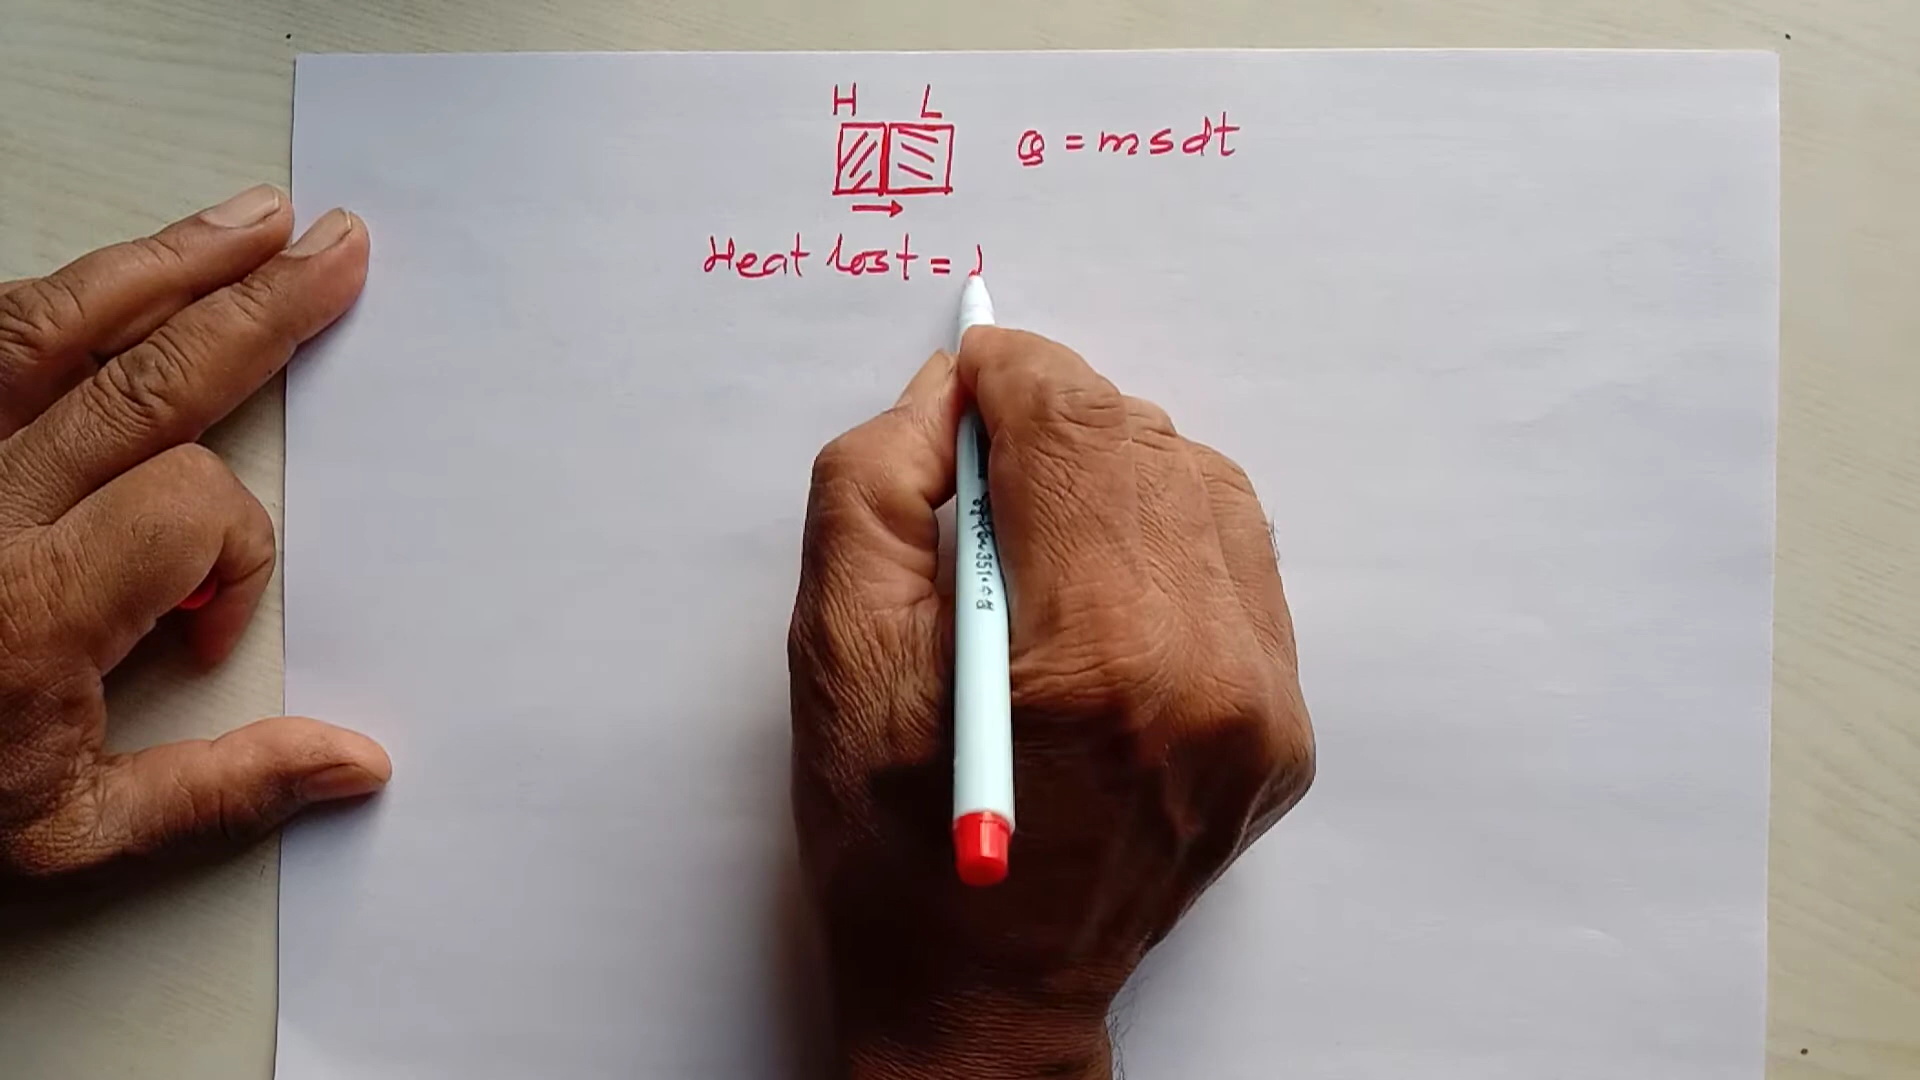 H L
Q = msdt
Heat lost =